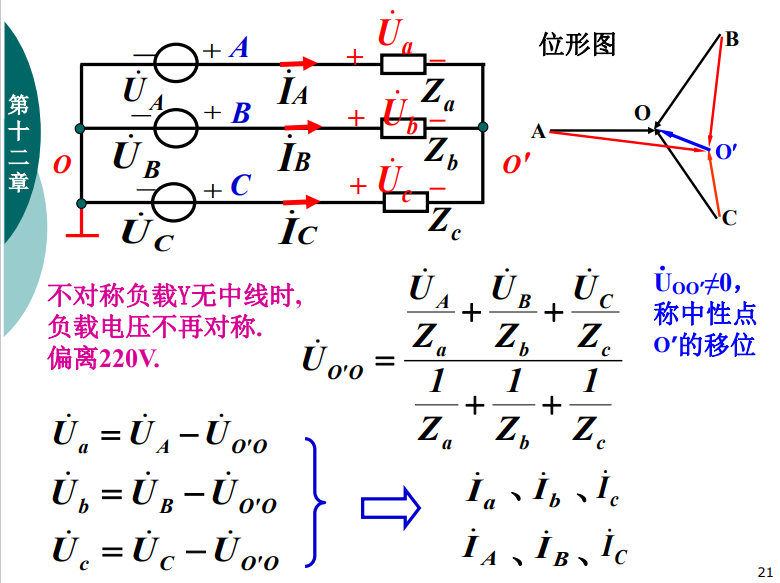 第十二章
− + A
U̇A
İA
+ U̇a −
Za
− + B
U̇B
İB
+ U̇b −
Zb
O
O′
− + C
U̇C
İC
+ U̇c −
Zc
位形图
B
O
A
O′
C
不对称负载Y无中线时,
负载电压不再对称.
偏离220V.
U̇O′O = (U̇A/Za + U̇B/Zb + U̇C/Zc) / (1/Za + 1/Zb + 1/Zc)
U̇OO′≠0，
称中性点
O′的移位
U̇a = U̇A − U̇O′O
U̇b = U̇B − U̇O′O
U̇c = U̇C − U̇O′O
İa 、İb 、İc
İA 、İB 、İC
21